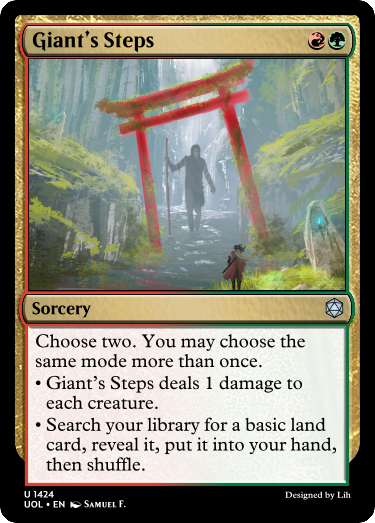 Giant's Steps
Sorcery
Choose two. You may choose the
same mode more than once.
• Giant's Steps deals 1 damage to
each creature.
• Search your library for a basic land
card, reveal it, put it into your hand,
then shuffle.
U 1424
UOL • EN Samuel F.
Designed by Lih